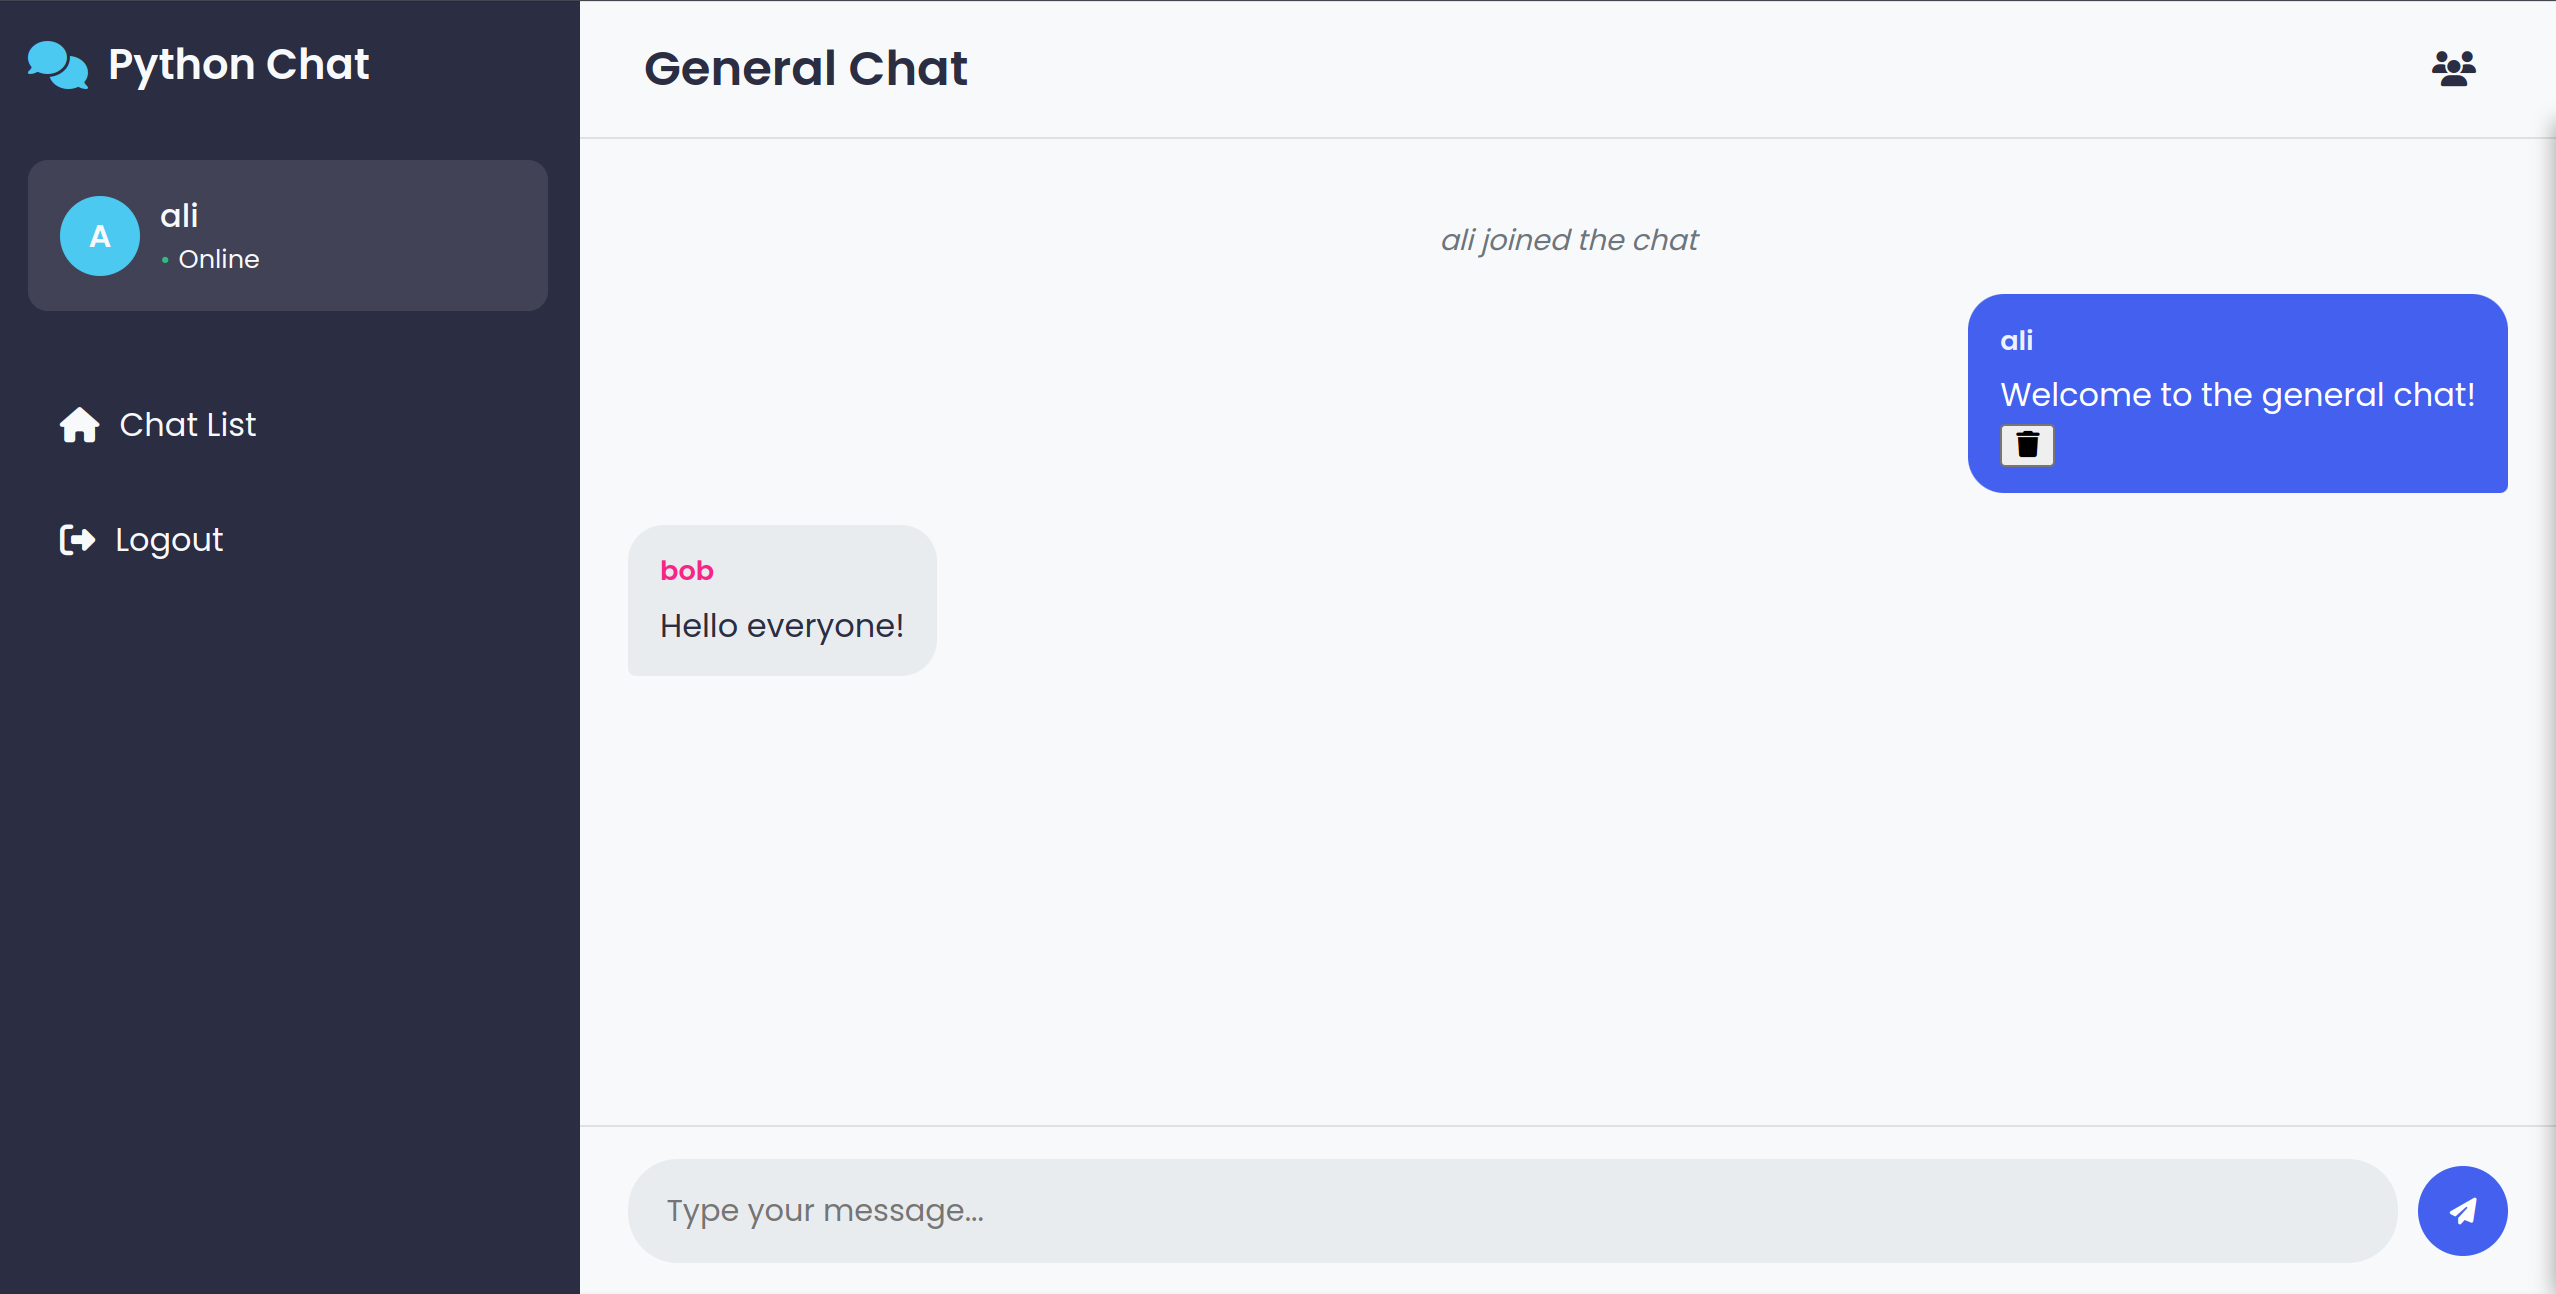 Python Chat
A
ali
• Online
Chat List
Logout
General Chat
ali joined the chat
ali
Welcome to the general chat!
bob
Hello everyone!
Type your message...